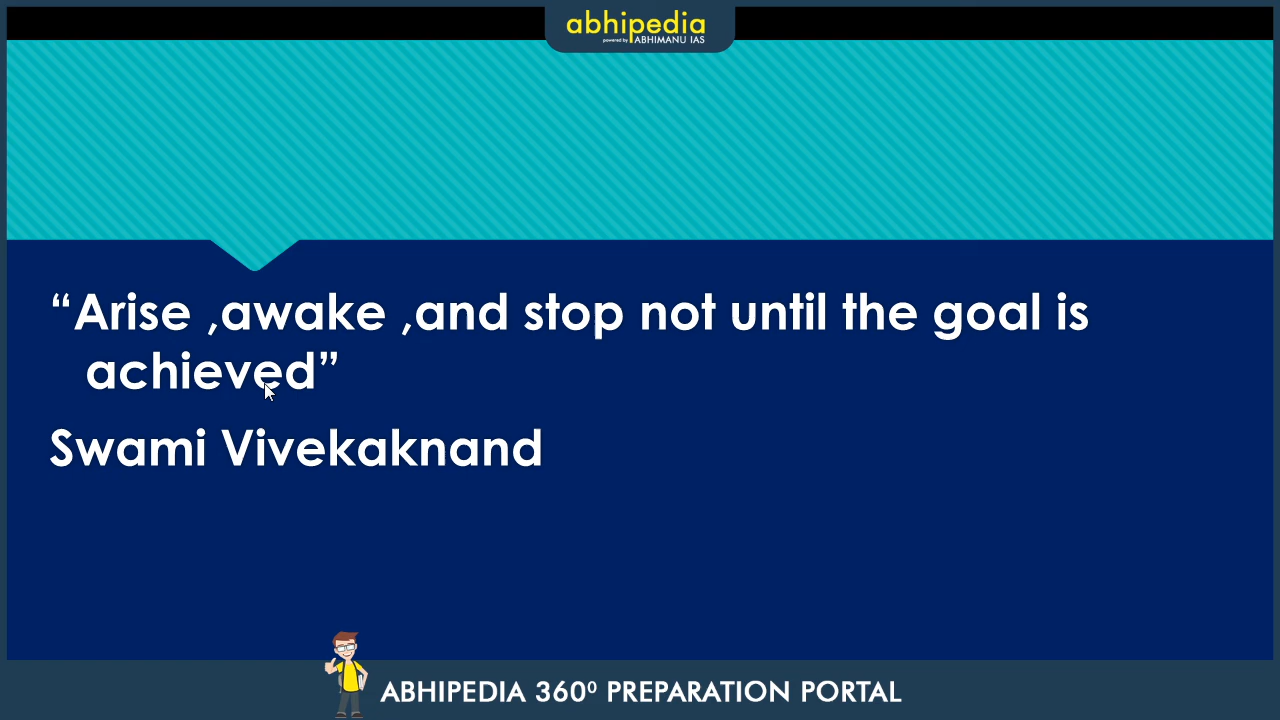 abhipedia
powered by ABHIMANU IAS
“Arise ,awake ,and stop not until the goal is
achieved”
Swami Vivekaknand
ABHIPEDIA 360º PREPARATION PORTAL